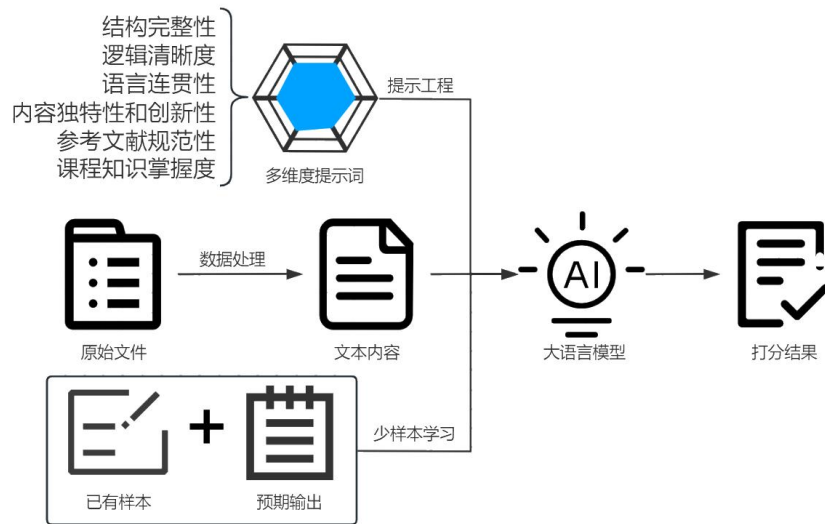 结构完整性
逻辑清晰度
语言连贯性
内容独特性和创新性
参考文献规范性
课程知识掌握度
提示工程
多维度提示词
数据处理
AI
原始文件
文本内容
大语言模型
打分结果
少样本学习
已有样本
预期输出